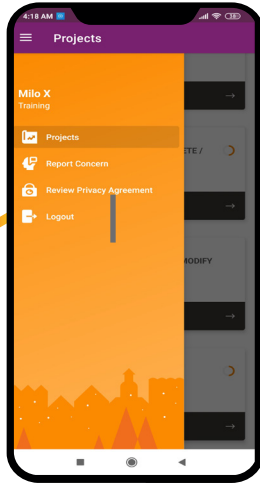 4:18 AM
Projects
Milo X
Training
Projects
ETE /
Report Concern
Review Privacy Agreement
Logout
MODIFY